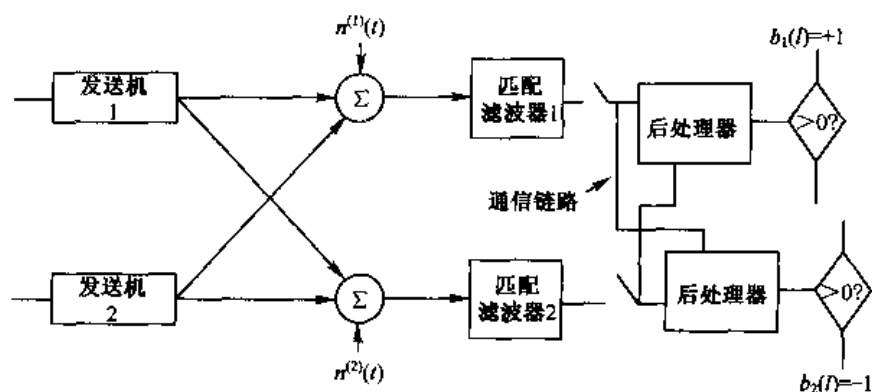 n⁽¹⁾(t)
b₁(l)=+1
发送机
1
Σ
匹配
滤波器1
后处理器
>0?
通信链路
发送机
2
Σ
匹配
滤波器2
后处理器
>0?
n⁽²⁾(t)
b₂(l)=-1